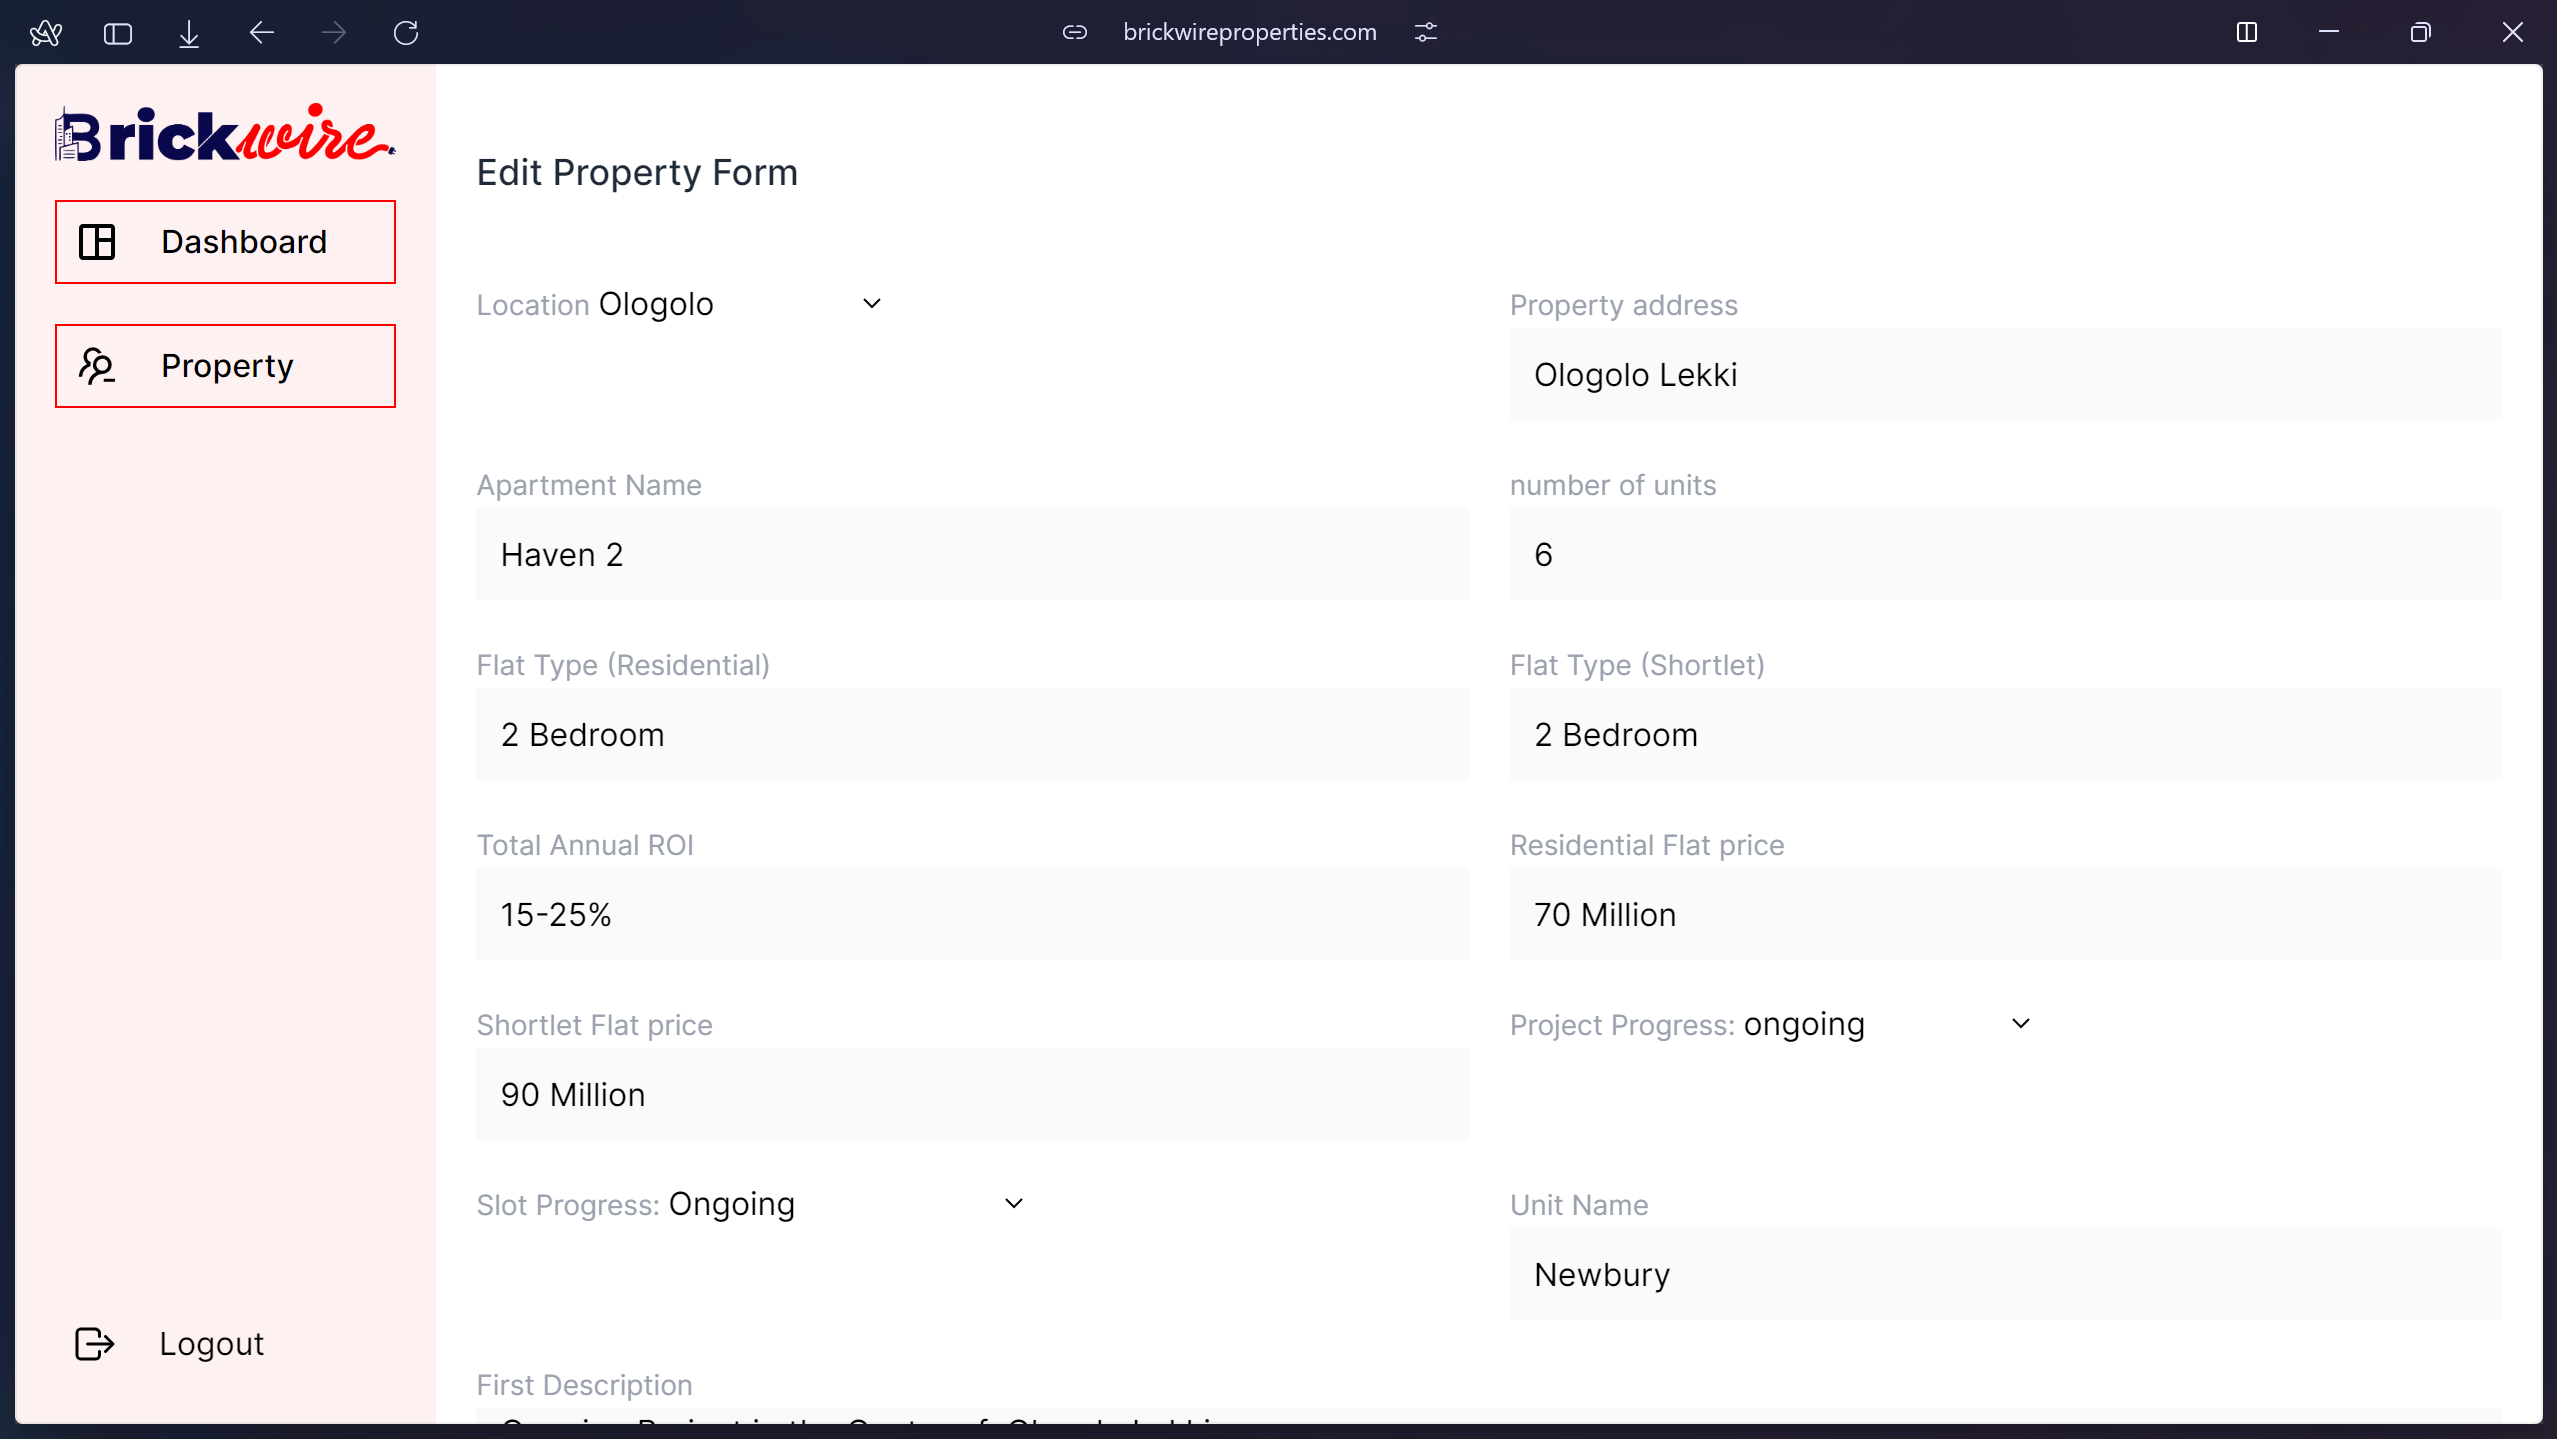 brickwireproperties.com
Brickwire.
Dashboard
Property
Logout
Edit Property Form
Location Ologolo
Property address
Ologolo Lekki
Apartment Name
Haven 2
number of units
6
Flat Type (Residential)
2 Bedroom
Flat Type (Shortlet)
2 Bedroom
Total Annual ROI
15-25%
Residential Flat price
70 Million
Shortlet Flat price
90 Million
Project Progress: ongoing
Slot Progress: Ongoing
Unit Name
Newbury
First Description